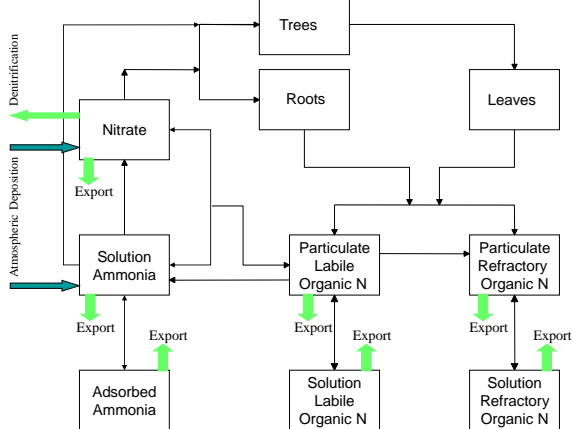 Trees
Denitrification
Roots
Leaves
Nitrate
Export
Atmospheric Deposition
Solution
Ammonia
Particulate
Labile
Organic N
Particulate
Refractory
Organic N
Export
Export
Export
Export
Export
Export
Adsorbed
Ammonia
Solution
Labile
Organic N
Solution
Refractory
Organic N